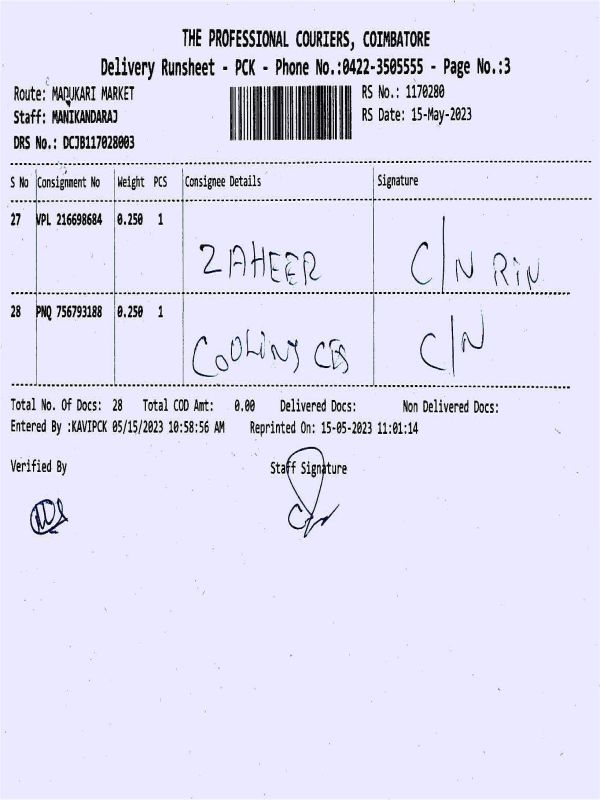 THE PROFESSIONAL COURIERS, COIMBATORE
Delivery Runsheet - PCK - Phone No.:0422-3505555 - Page No.:3
Route: MADUKARI MARKET
RS No.: 1170280
Staff: MANIKANDARAJ
RS Date: 15-May-2023
DRS No.: DCJB117028003
S No Consignment No Weight PCS Consignee Details Signature
27 VPL 216698684 0.250 1
ZAHEER C/N RIN
28 PNQ 756793188 0.250 1
C/N
Total No. Of Docs: 28 Total COD Amt: 0.00 Delivered Docs: Non Delivered Docs:
Entered By :KAVIPCK 05/15/2023 10:58:56 AM Reprinted On: 15-05-2023 11:01:14
Verified By Staff Signature